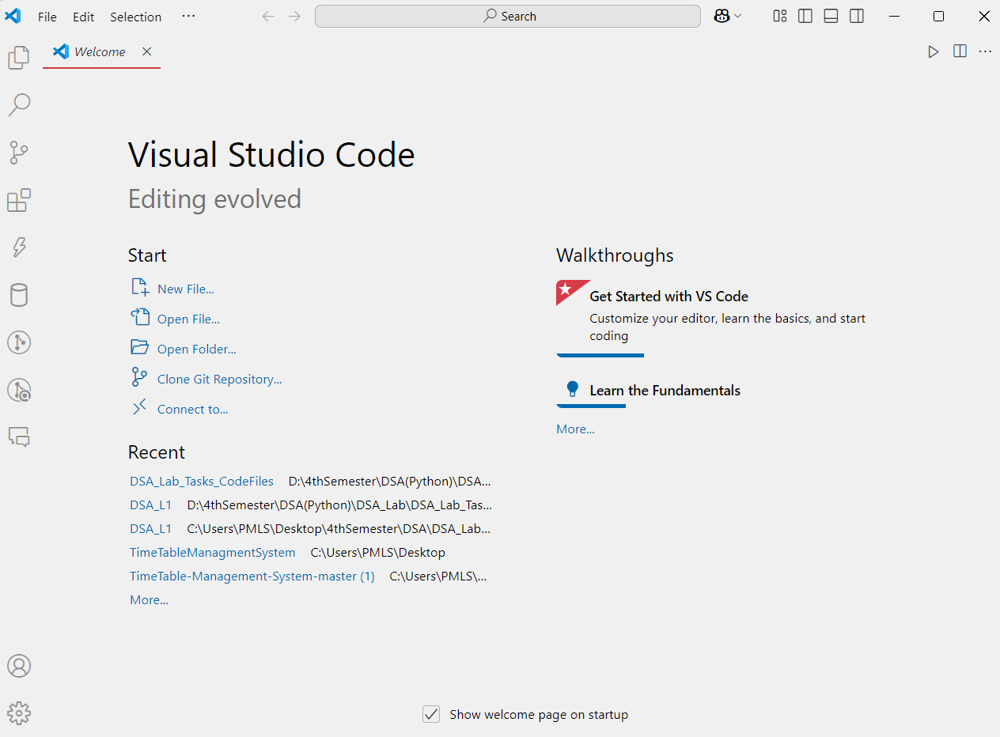 File Edit Selection ··· Search
Welcome
Visual Studio Code
Editing evolved
Start
New File...
Open File...
Open Folder...
Clone Git Repository...
Connect to...
Recent
DSA_Lab_Tasks_CodeFiles D:\4thSemester\DSA(Python)\DSA...
DSA_L1 D:\4thSemester\DSA(Python)\DSA_Lab\DSA_Lab_Tas...
DSA_L1 C:\Users\PMLS\Desktop\4thSemester\DSA\DSA_Lab...
TimeTableManagmentSystem C:\Users\PMLS\Desktop
TimeTable-Management-System-master (1) C:\Users\PMLS\...
More...
Walkthroughs
Get Started with VS Code
Customize your editor, learn the basics, and start
coding
Learn the Fundamentals
More...
Show welcome page on startup